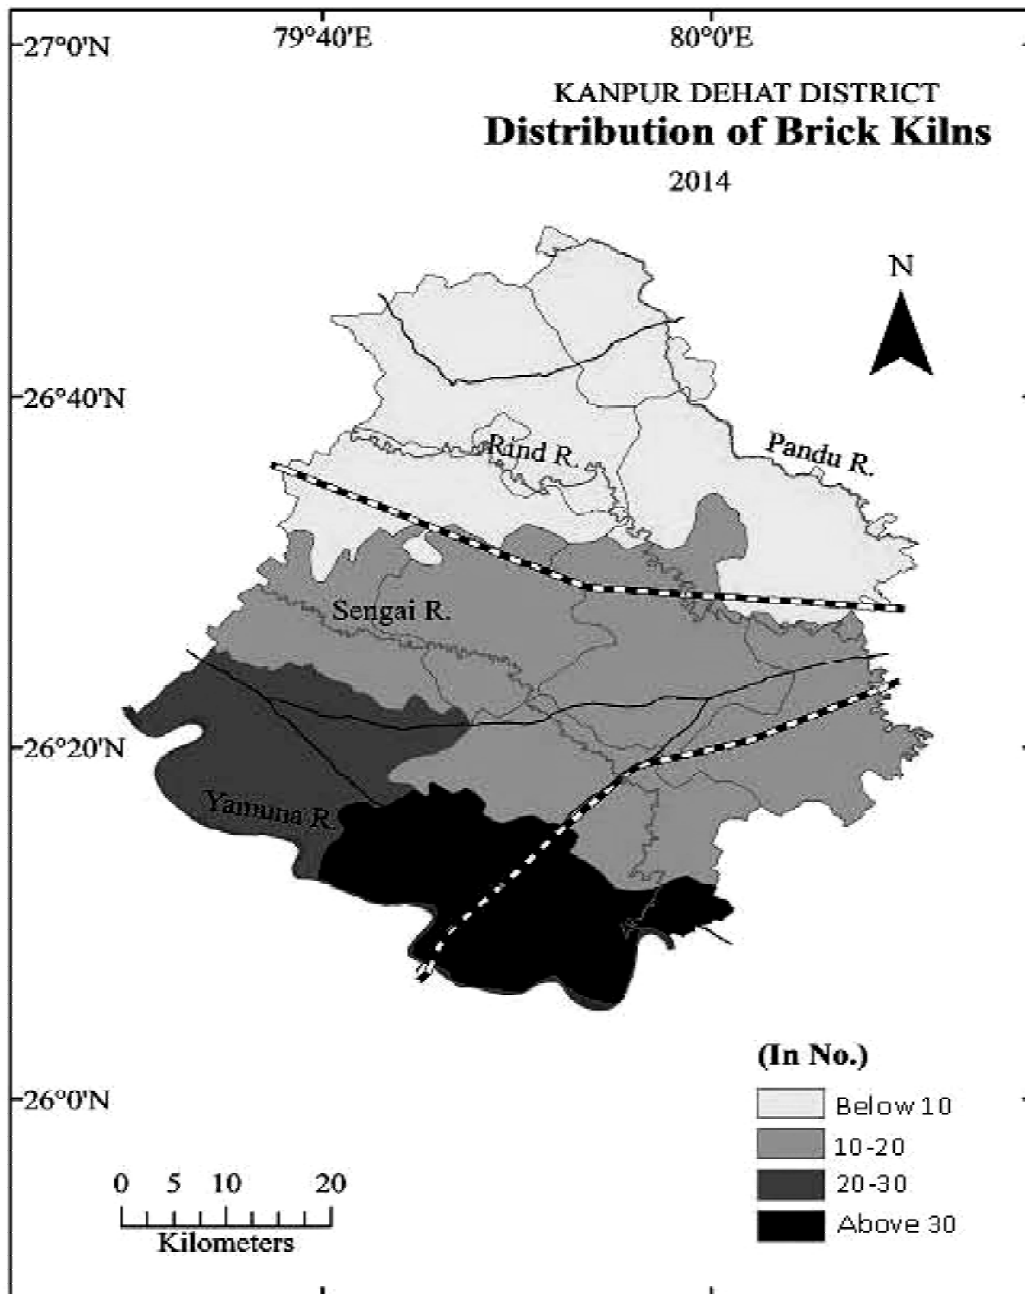 79°40'E 80°0'E
27°0'N
KANPUR DEHAT DISTRICT
Distribution of Brick Kilns
2014
N
26°40'N
Rind R.
Pandu R.
Sengai R.
26°20'N
Yamuna R.
(In No.)
26°0'N
Below 10
10-20
20-30
Above 30
0 5 10 20
Kilometers